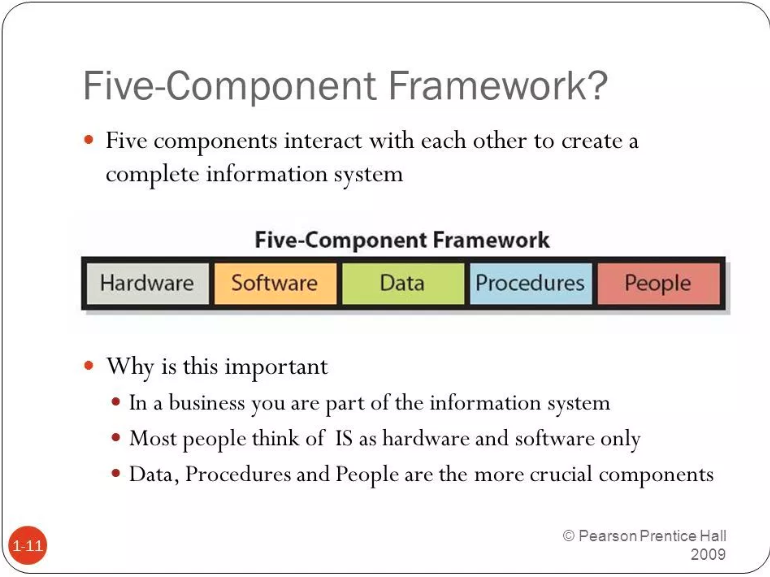 Five-Component Framework?
Five components interact with each other to create a
complete information system
Five-Component Framework
Hardware Software Data Procedures People
Why is this important
In a business you are part of the information system
Most people think of IS as hardware and software only
Data, Procedures and People are the more crucial components
1-11
© Pearson Prentice Hall
2009